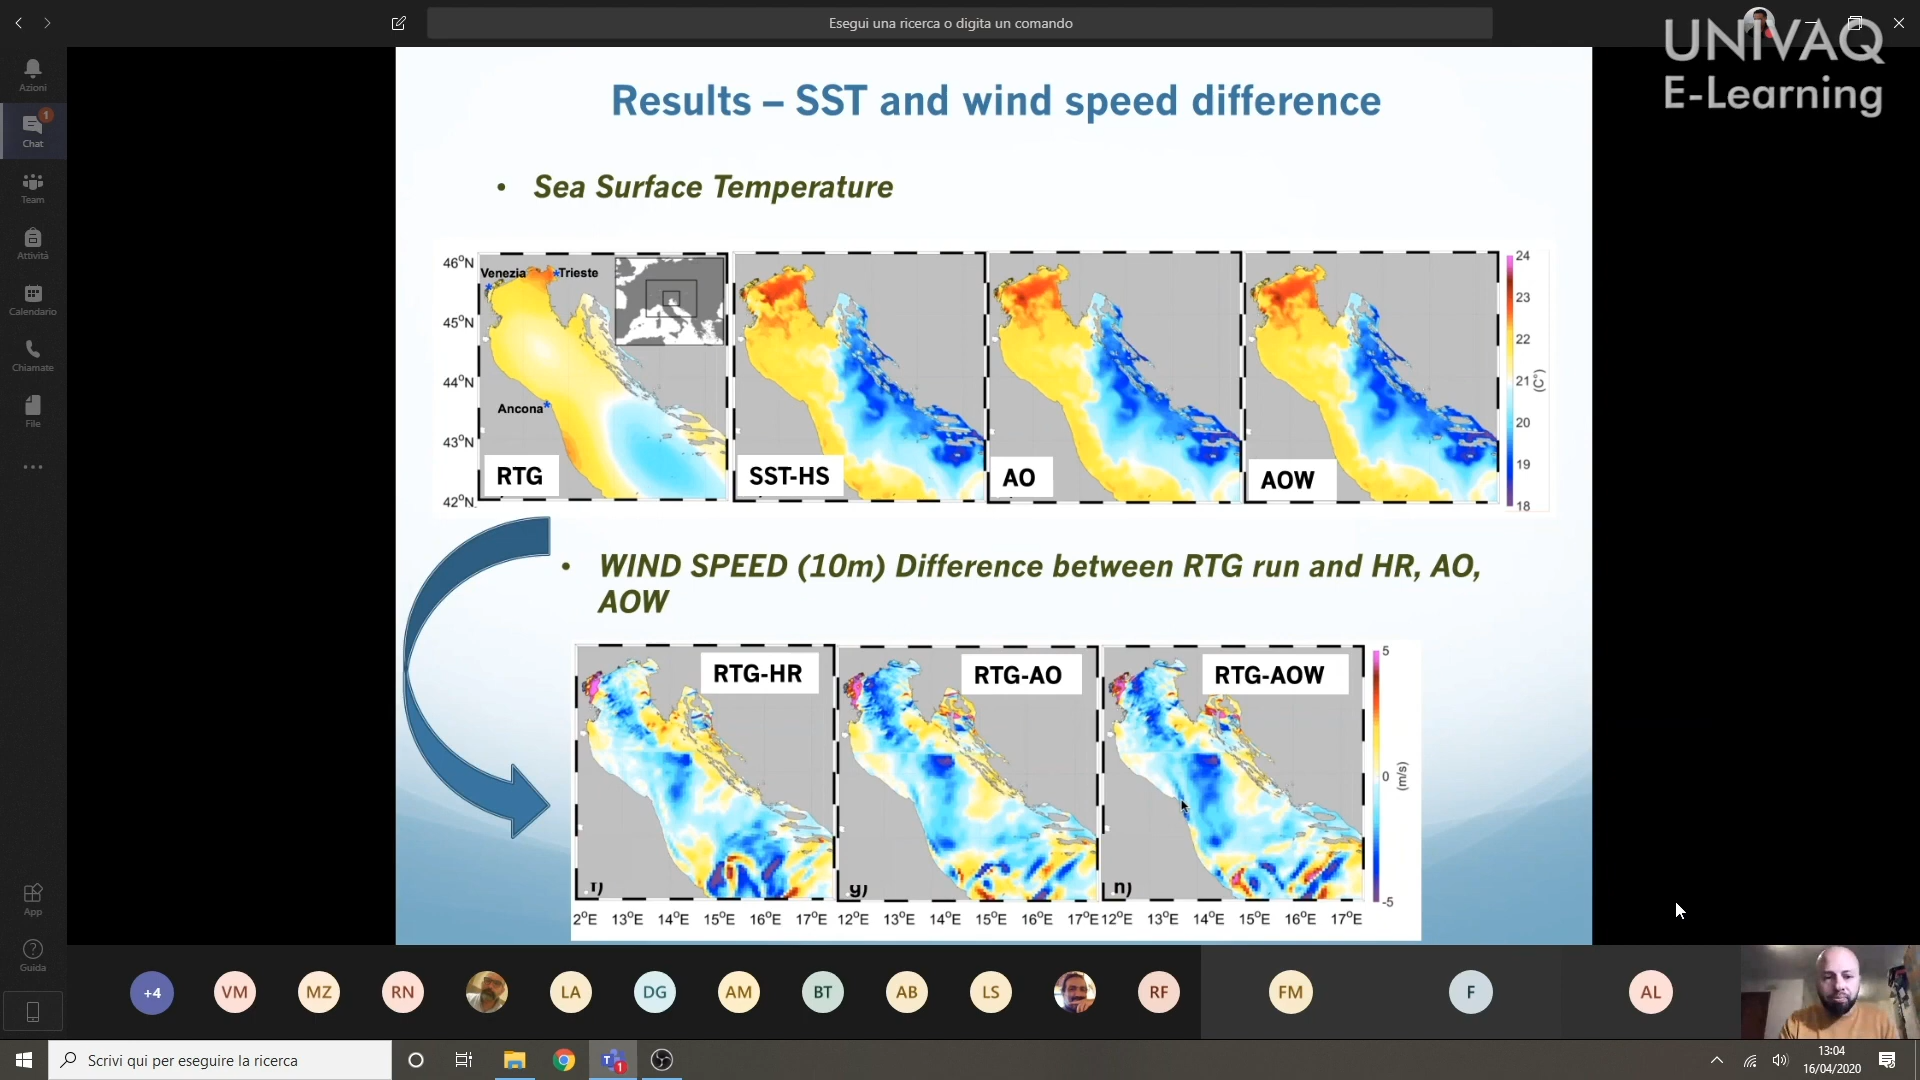 Esegui una ricerca o digita un comando
UNIVAQ
E-Learning
Azioni
1
Chat
Team
Attività
Calendario
Chiamate
File
App
Guida
Results – SST and wind speed difference
• Sea Surface Temperature
46°N
45°N
44°N
43°N
42°N
Venezia
Trieste
Ancona
RTG
SST-HS
AO
AOW
24
23
22
21
20
19
18
(C°)
• WIND SPEED (10m) Difference between RTG run and HR, AO,
AOW
RTG-HR
RTG-AO
RTG-AOW
f)
g)
5
0
-5
(m/s)
2°E 13°E 14°E 15°E 16°E 17°E 12°E 13°E 14°E 15°E 16°E 17°E 12°E 13°E 14°E 15°E 16°E 17°E
+4
VM
MZ
RN
LA
DG
AM
BT
AB
LS
RF
FM
F
AL
Scrivi qui per eseguire la ricerca
T
1
13:04
16/04/2020